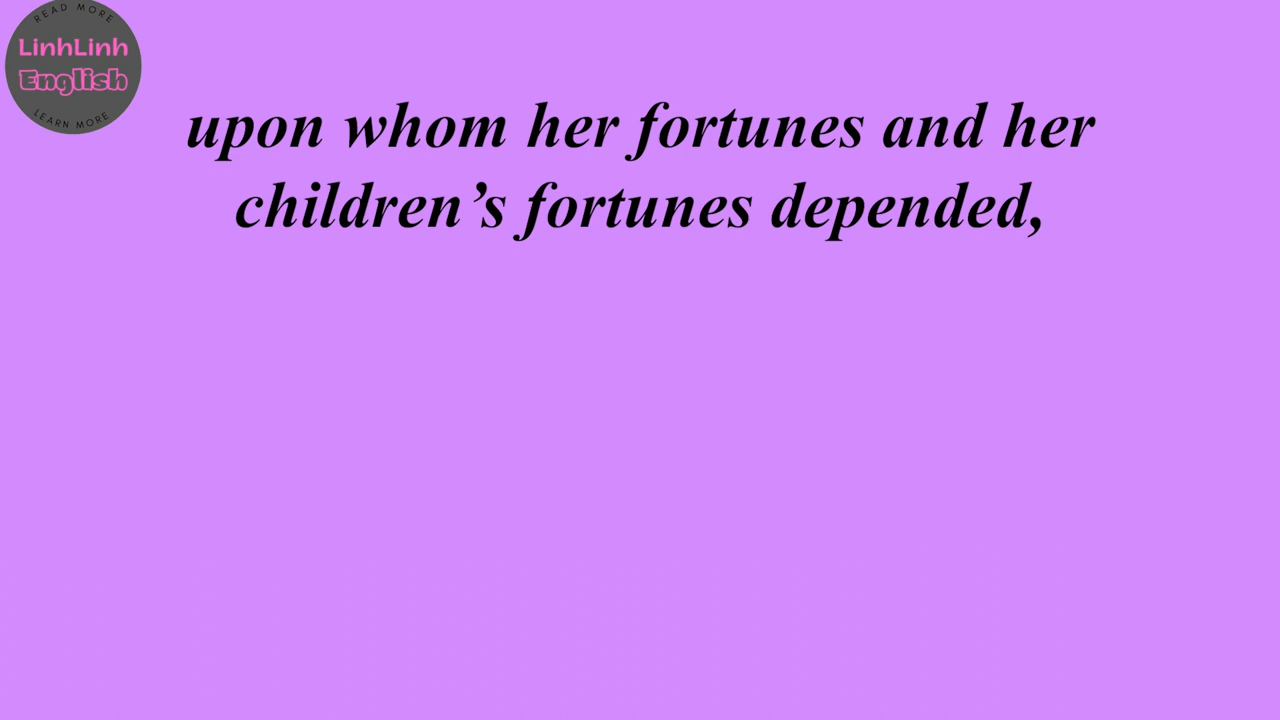 READ MORE
LinhLinh
English
LEARN MORE
upon whom her fortunes and her
children’s fortunes depended,